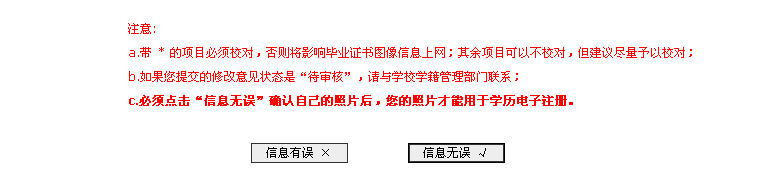 注意:
a.带 * 的项目必须校对，否则将影响毕业证书图像信息上网；其余项目可以不校对，但建议尽量予以校对；
b.如果您提交的修改意见状态是“待审核”，请与学校学籍管理部门联系；
c.必须点击“信息无误”确认自己的照片后，您的照片才能用于学历电子注册。
信息有误 × 信息无误 √